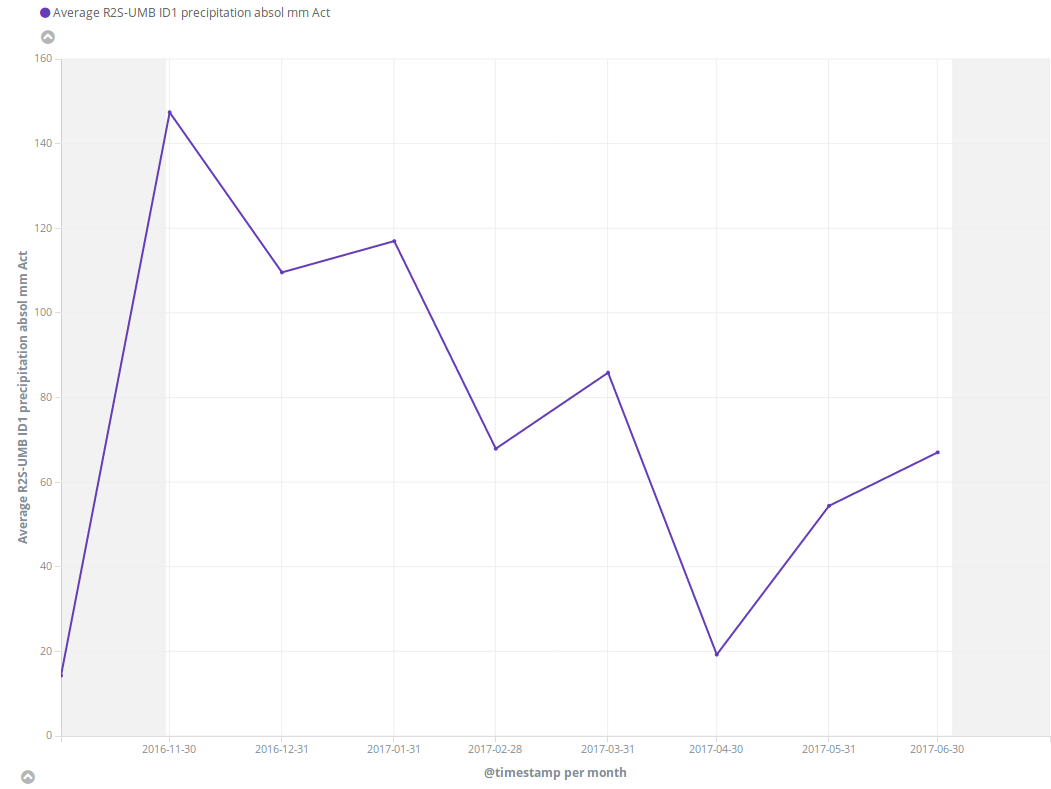 Average R2S-UMB ID1 precipitation absol mm Act
160
140
120
100
80
60
40
20
0
Average R2S-UMB ID1 precipitation absol mm Act
2016-11-30 2016-12-31 2017-01-31 2017-02-28 2017-03-31 2017-04-30 2017-05-31 2017-06-30
@timestamp per month